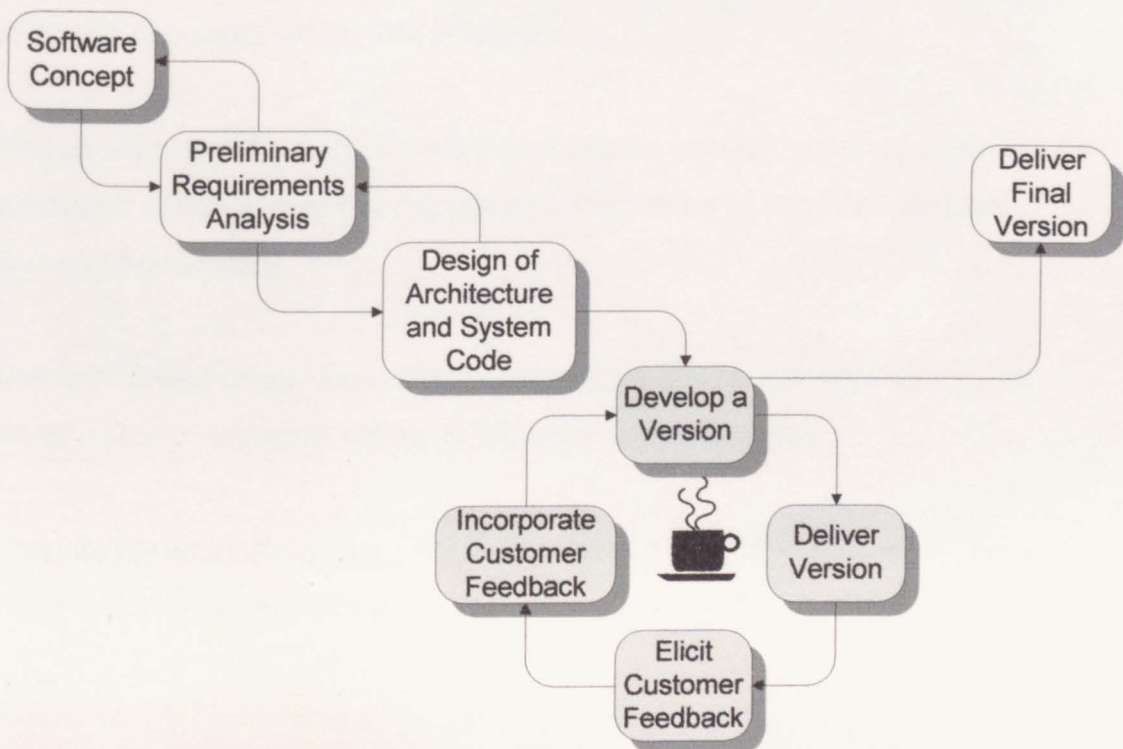 Software
Concept
Preliminary
Requirements
Analysis
Design of
Architecture
and System
Code
Develop a
Version
Deliver
Version
Elicit
Customer
Feedback
Incorporate
Customer
Feedback
Deliver
Final
Version